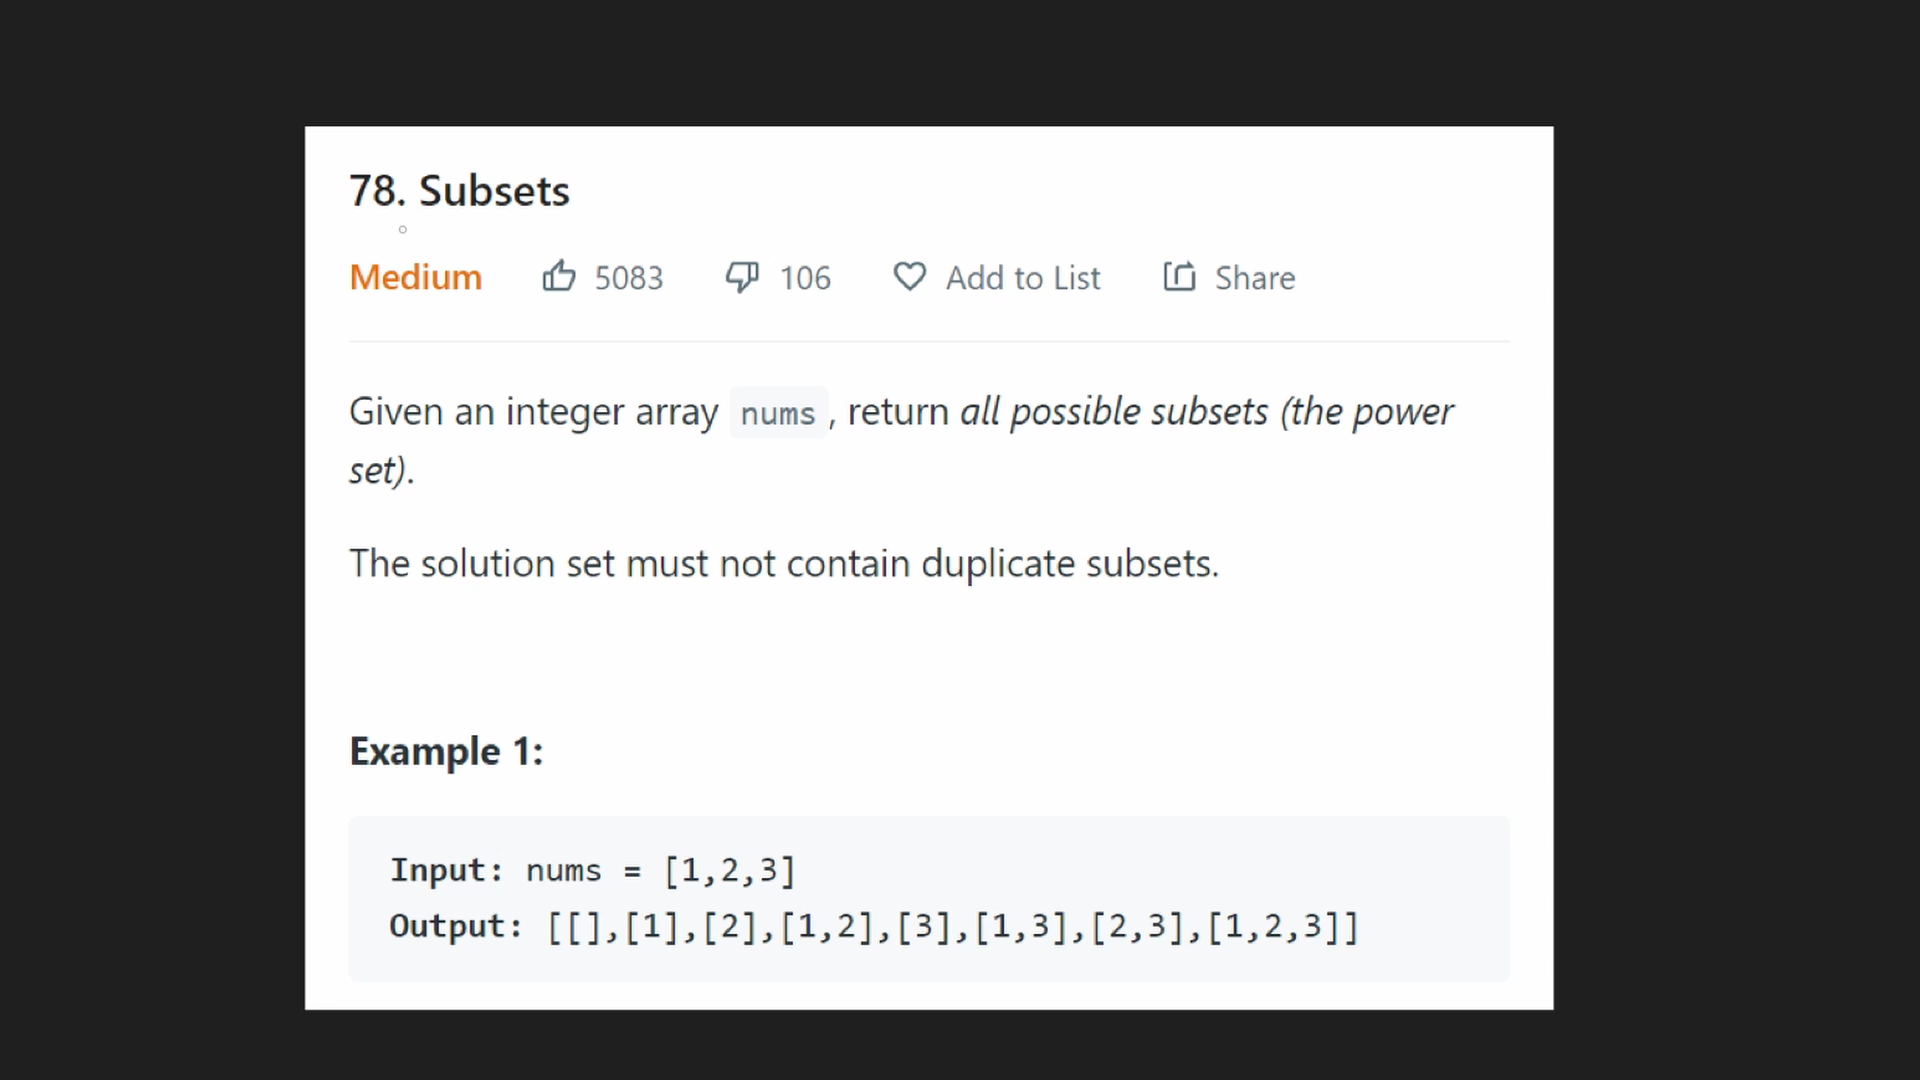 78. Subsets
Medium 5083 106 Add to List Share
Given an integer array nums, return all possible subsets (the power
set).
The solution set must not contain duplicate subsets.
Example 1:
Input: nums = [1,2,3]
Output: [[],[1],[2],[1,2],[3],[1,3],[2,3],[1,2,3]]